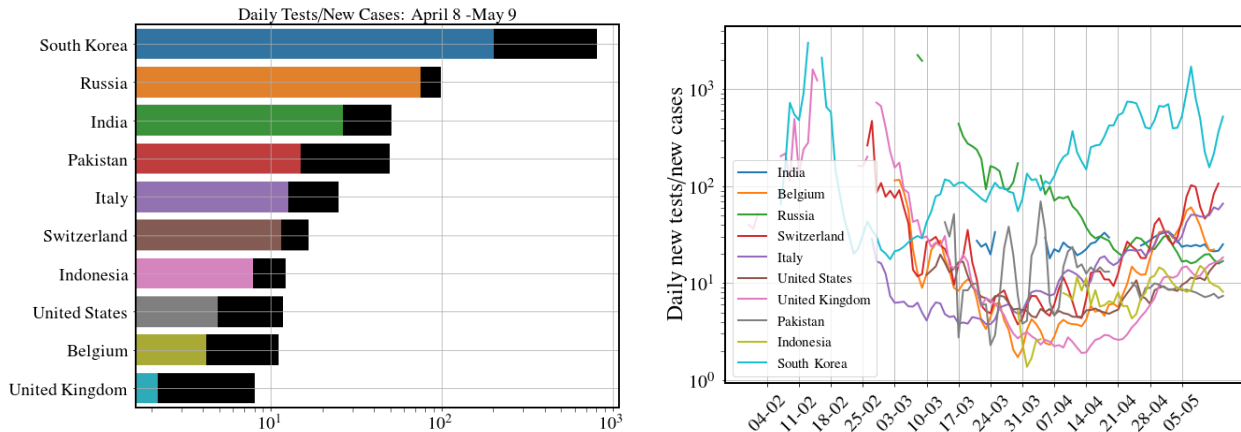 Daily Tests/New Cases: April 8 -May 9
South Korea
Russia
India
Pakistan
Italy
Switzerland
Indonesia
United States
Belgium
United Kingdom
10¹
10²
10³
Daily new tests/new cases
10³
10²
10¹
10⁰
India
Belgium
Russia
Switzerland
Italy
United States
United Kingdom
Pakistan
Indonesia
South Korea
04-02
11-02
18-02
25-02
03-03
10-03
17-03
24-03
31-03
07-04
14-04
21-04
28-04
05-05